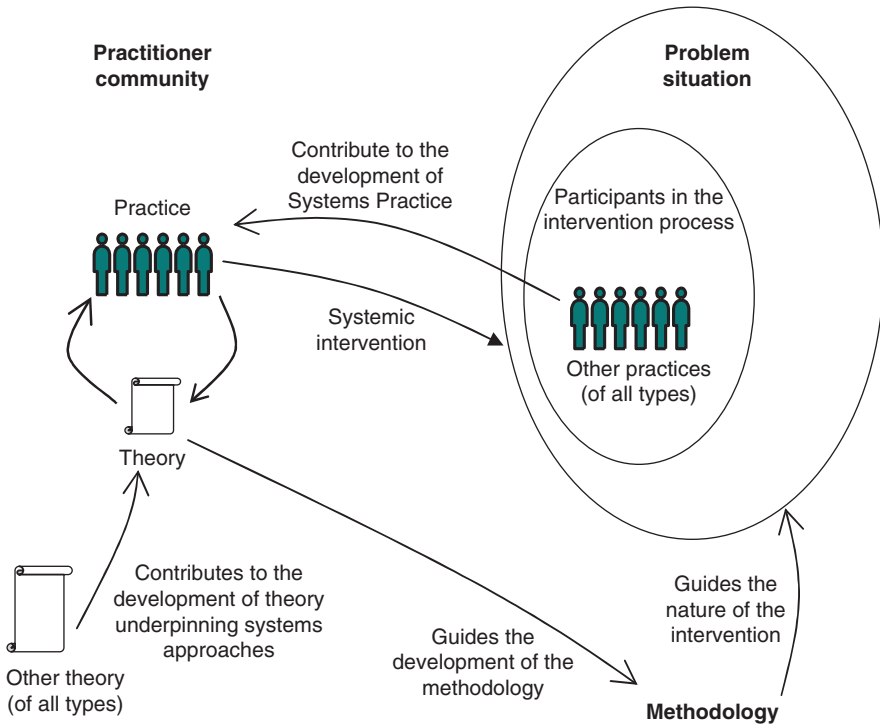 Practitioner
community
Problem
situation
Contribute to the
development of
Systems Practice
Practice
Participants in the
intervention process
Systemic
intervention
Other practices
(of all types)
Theory
Contributes to the
development of theory
underpinning systems
approaches
Other theory
(of all types)
Guides the
development of the
methodology
Guides the
nature of the
intervention
Methodology